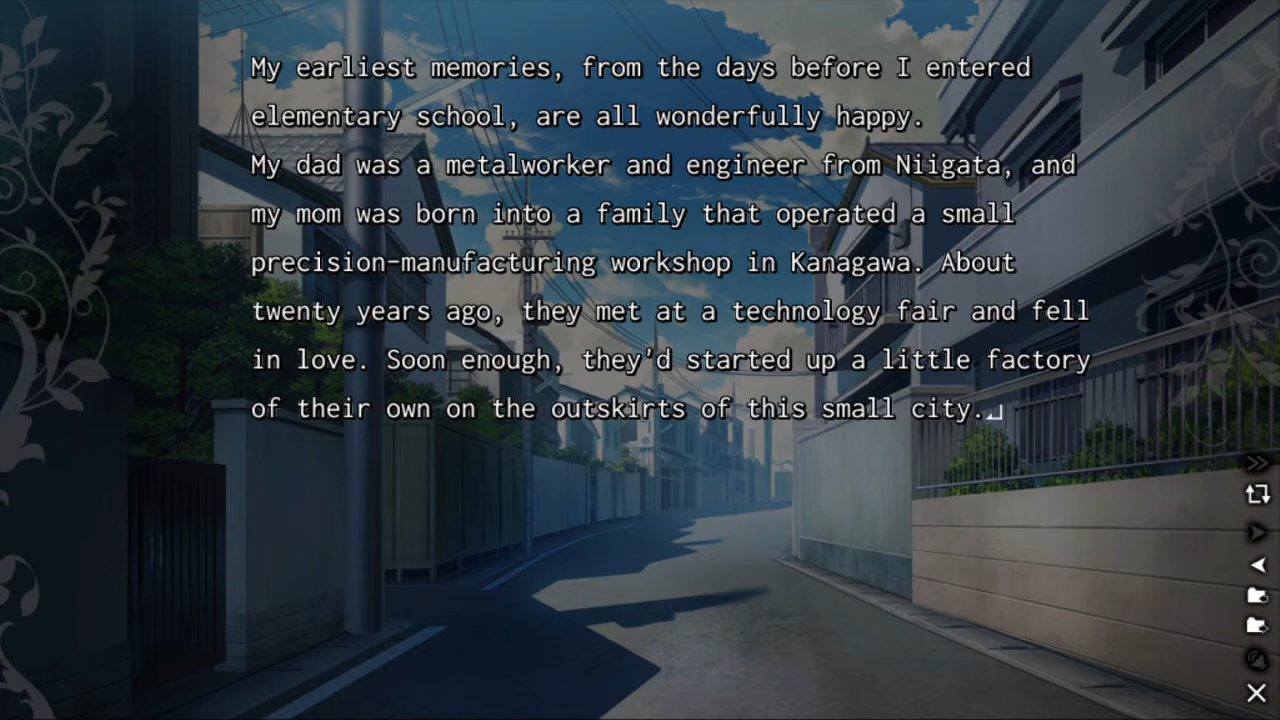 My earliest memories, from the days before I entered
elementary school, are all wonderfully happy.
My dad was a metalworker and engineer from Niigata, and
my mom was born into a family that operated a small
precision-manufacturing workshop in Kanagawa. About
twenty years ago, they met at a technology fair and fell
in love. Soon enough, they'd started up a little factory
of their own on the outskirts of this small city.